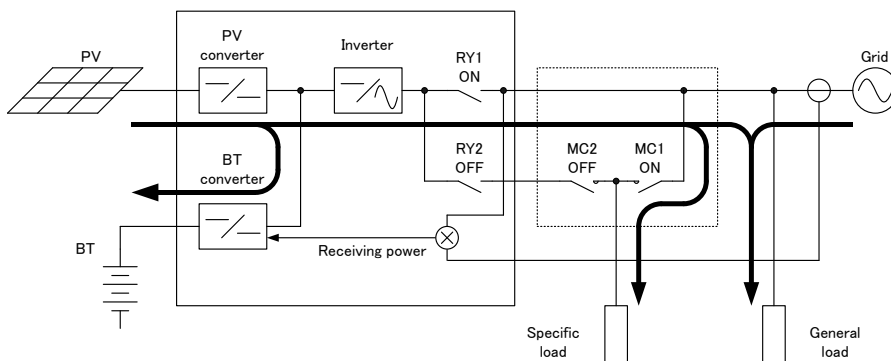 PV
PV
converter
Inverter
RY1
ON
Grid
BT
converter
RY2
OFF
MC2
OFF
MC1
ON
Receiving power
BT
Specific
load
General
load